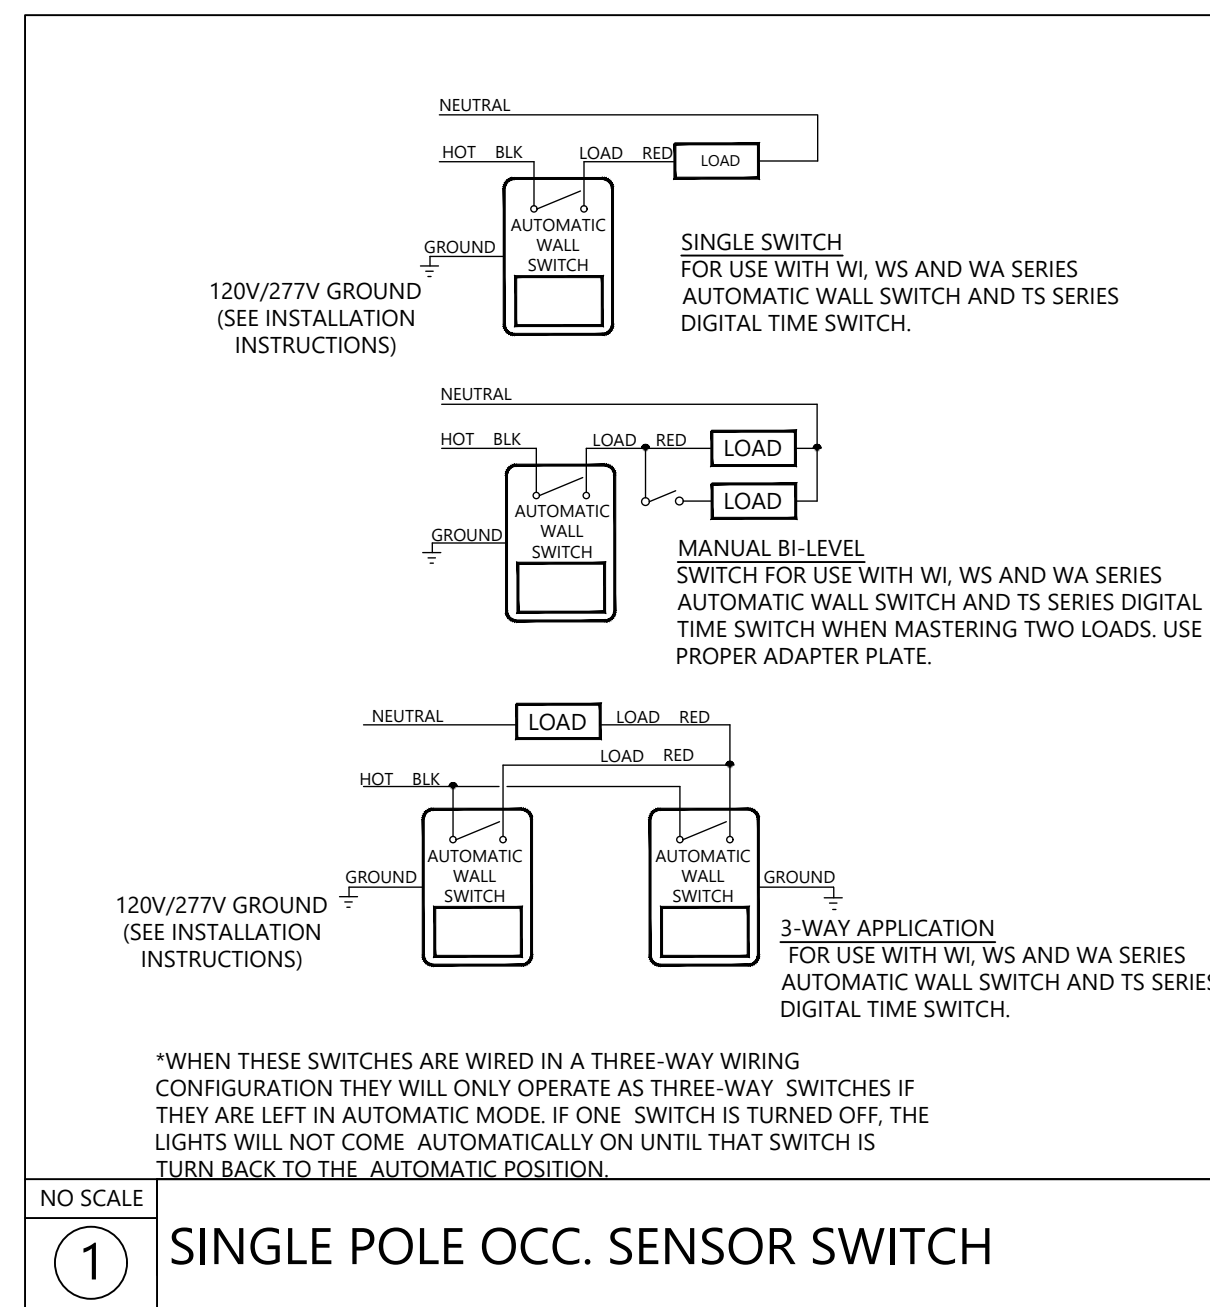 NEUTRAL
HOT BLK LOAD RED LOAD
AUTOMATIC
WALL
SWITCH
GROUND
120V/277V GROUND
(SEE INSTALLATION
INSTRUCTIONS)
SINGLE SWITCH
FOR USE WITH WI, WS AND WA SERIES
AUTOMATIC WALL SWITCH AND TS SERIES
DIGITAL TIME SWITCH.
NEUTRAL
HOT BLK LOAD RED LOAD
LOAD
AUTOMATIC
WALL
SWITCH
GROUND
MANUAL BI-LEVEL
SWITCH FOR USE WITH WI, WS AND WA SERIES
AUTOMATIC WALL SWITCH AND TS SERIES DIGITAL
TIME SWITCH WHEN MASTERING TWO LOADS. USE
PROPER ADAPTER PLATE.
NEUTRAL LOAD LOAD RED
LOAD RED
HOT BLK
AUTOMATIC
WALL
SWITCH
GROUND
120V/277V GROUND
(SEE INSTALLATION
INSTRUCTIONS)
AUTOMATIC
WALL
SWITCH
GROUND
3-WAY APPLICATION
FOR USE WITH WI, WS AND WA SERIES
AUTOMATIC WALL SWITCH AND TS SERIES
DIGITAL TIME SWITCH.
*WHEN THESE SWITCHES ARE WIRED IN A THREE-WAY WIRING
CONFIGURATION THEY WILL ONLY OPERATE AS THREE-WAY SWITCHES IF
THEY ARE LEFT IN AUTOMATIC MODE. IF ONE SWITCH IS TURNED OFF, THE
LIGHTS WILL NOT COME AUTOMATICALLY ON UNTIL THAT SWITCH IS
TURN BACK TO THE AUTOMATIC POSITION.
NO SCALE
1
SINGLE POLE OCC. SENSOR SWITCH